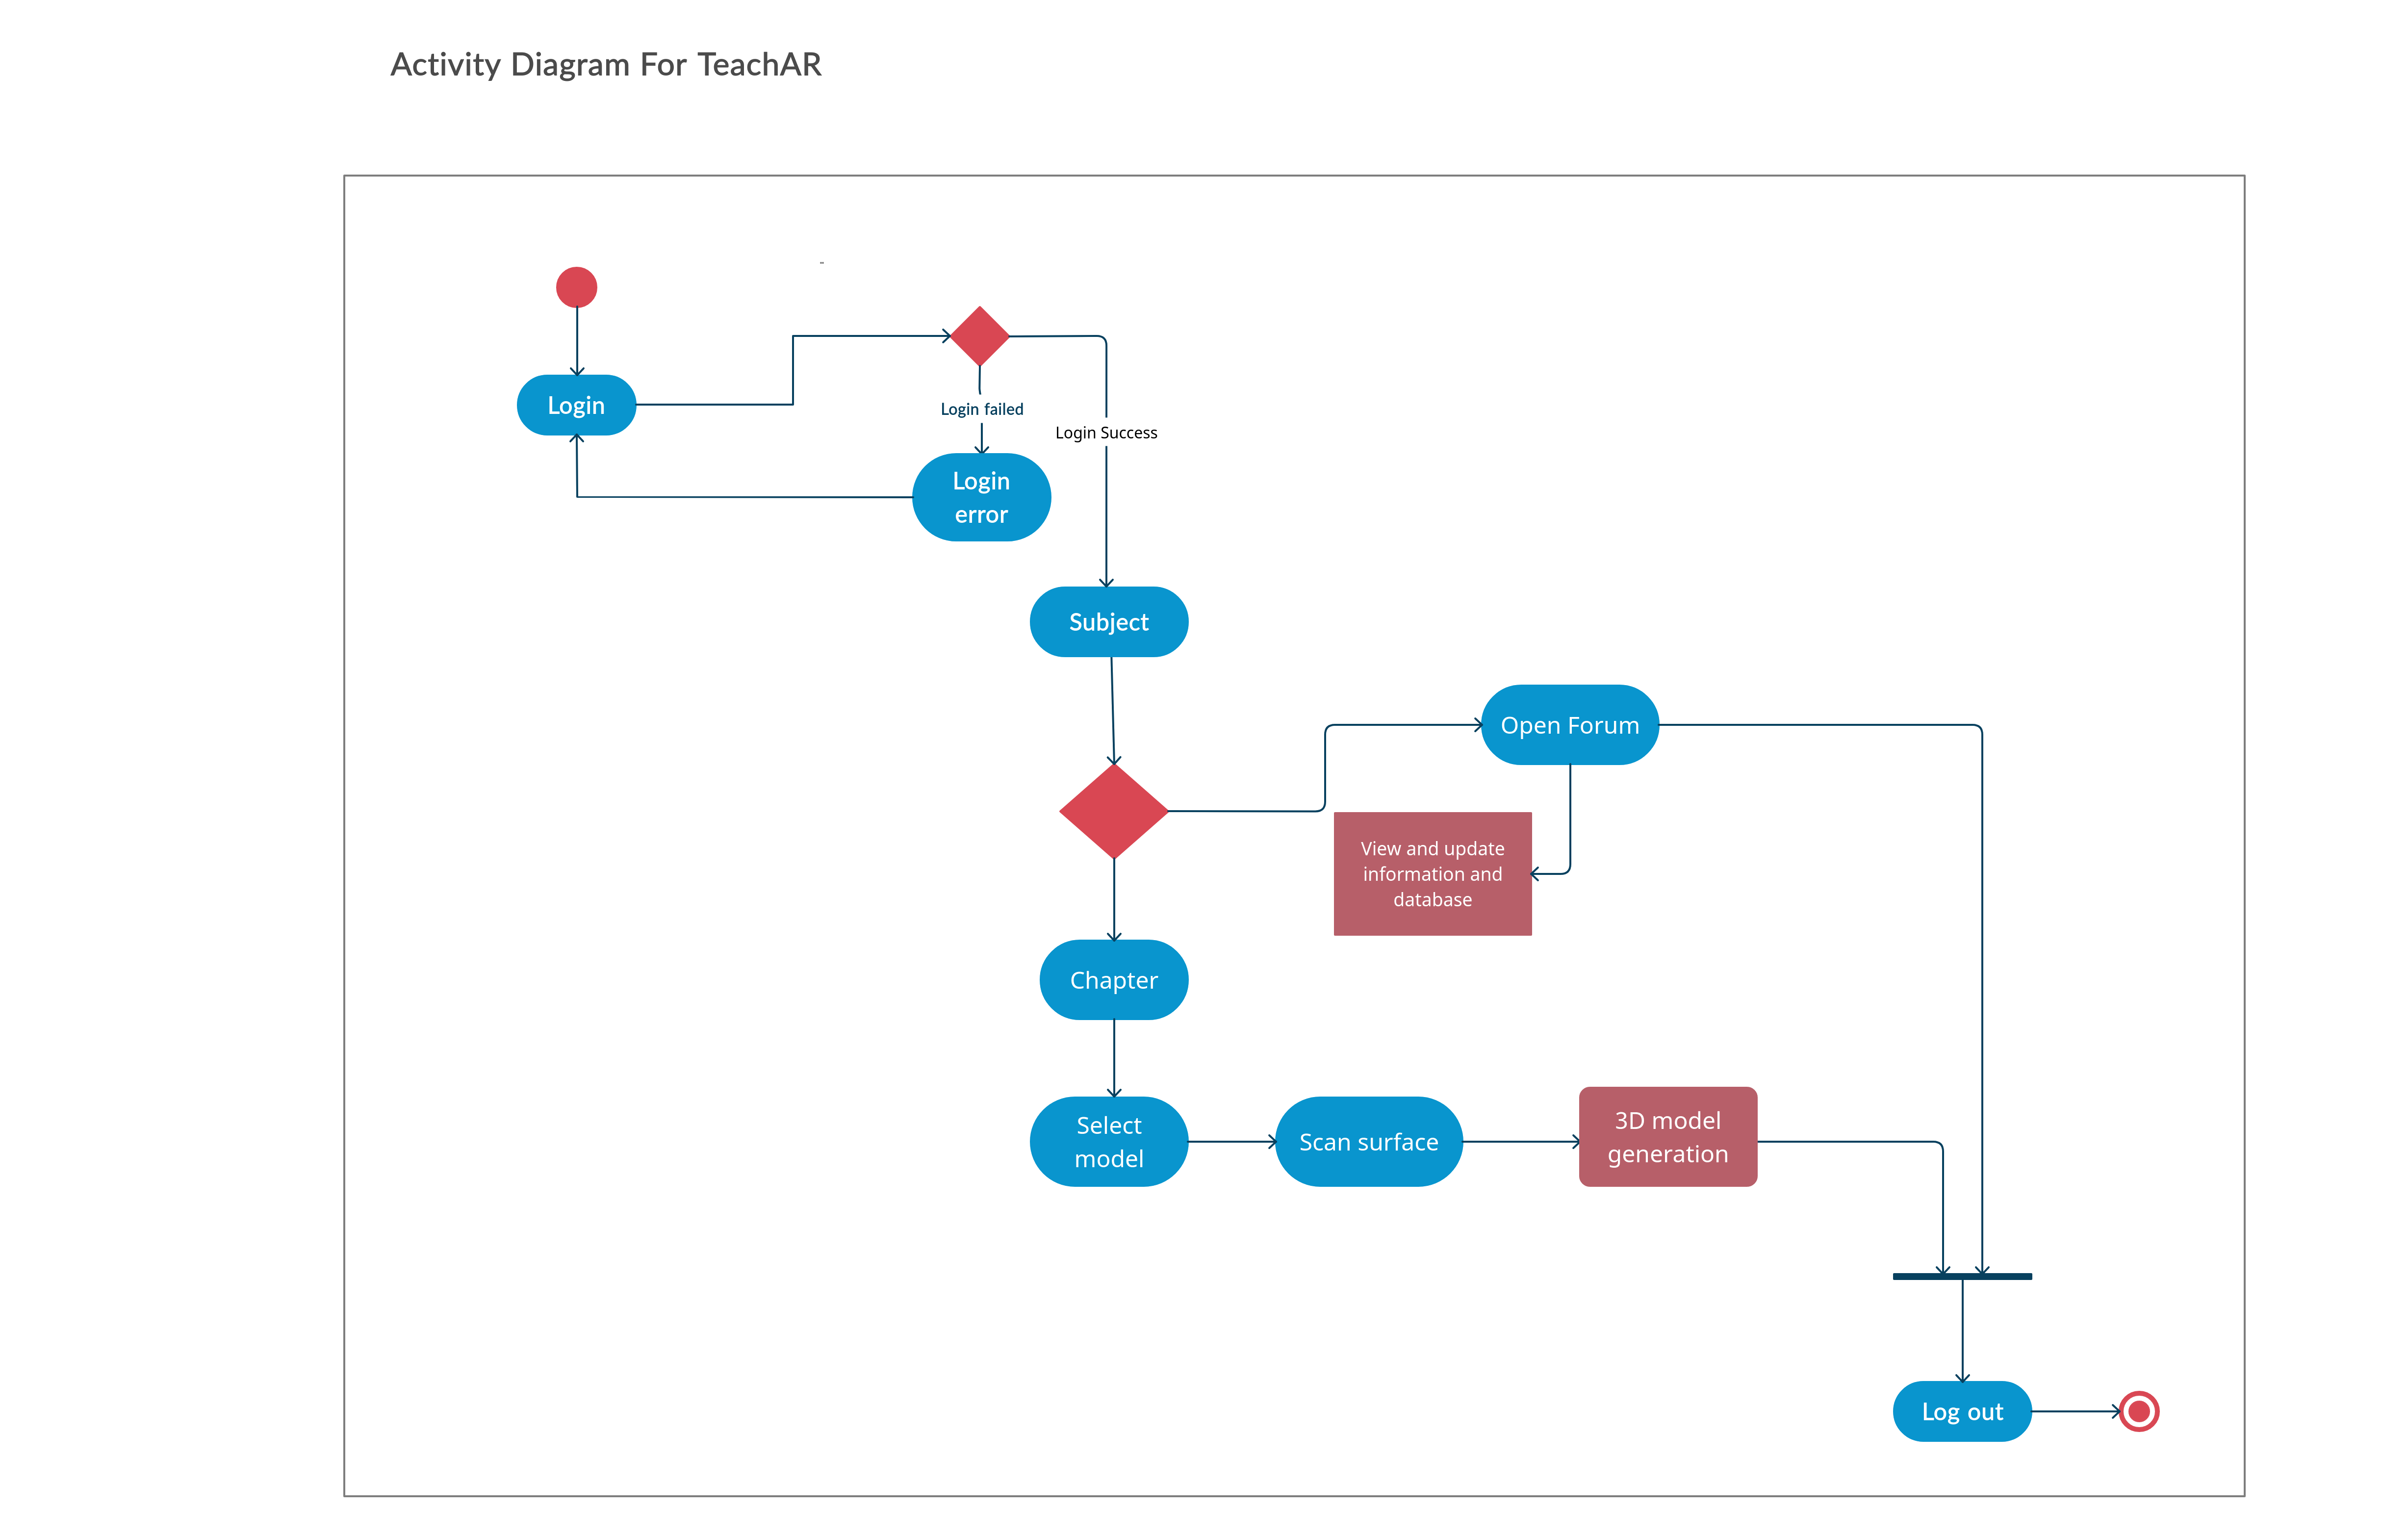 Activity Diagram For TeachAR
-
Login
Login failed
Login Success
Login
error
Subject
Open Forum
View and update
information and
database
Chapter
Select
model
Scan surface
3D model
generation
Log out